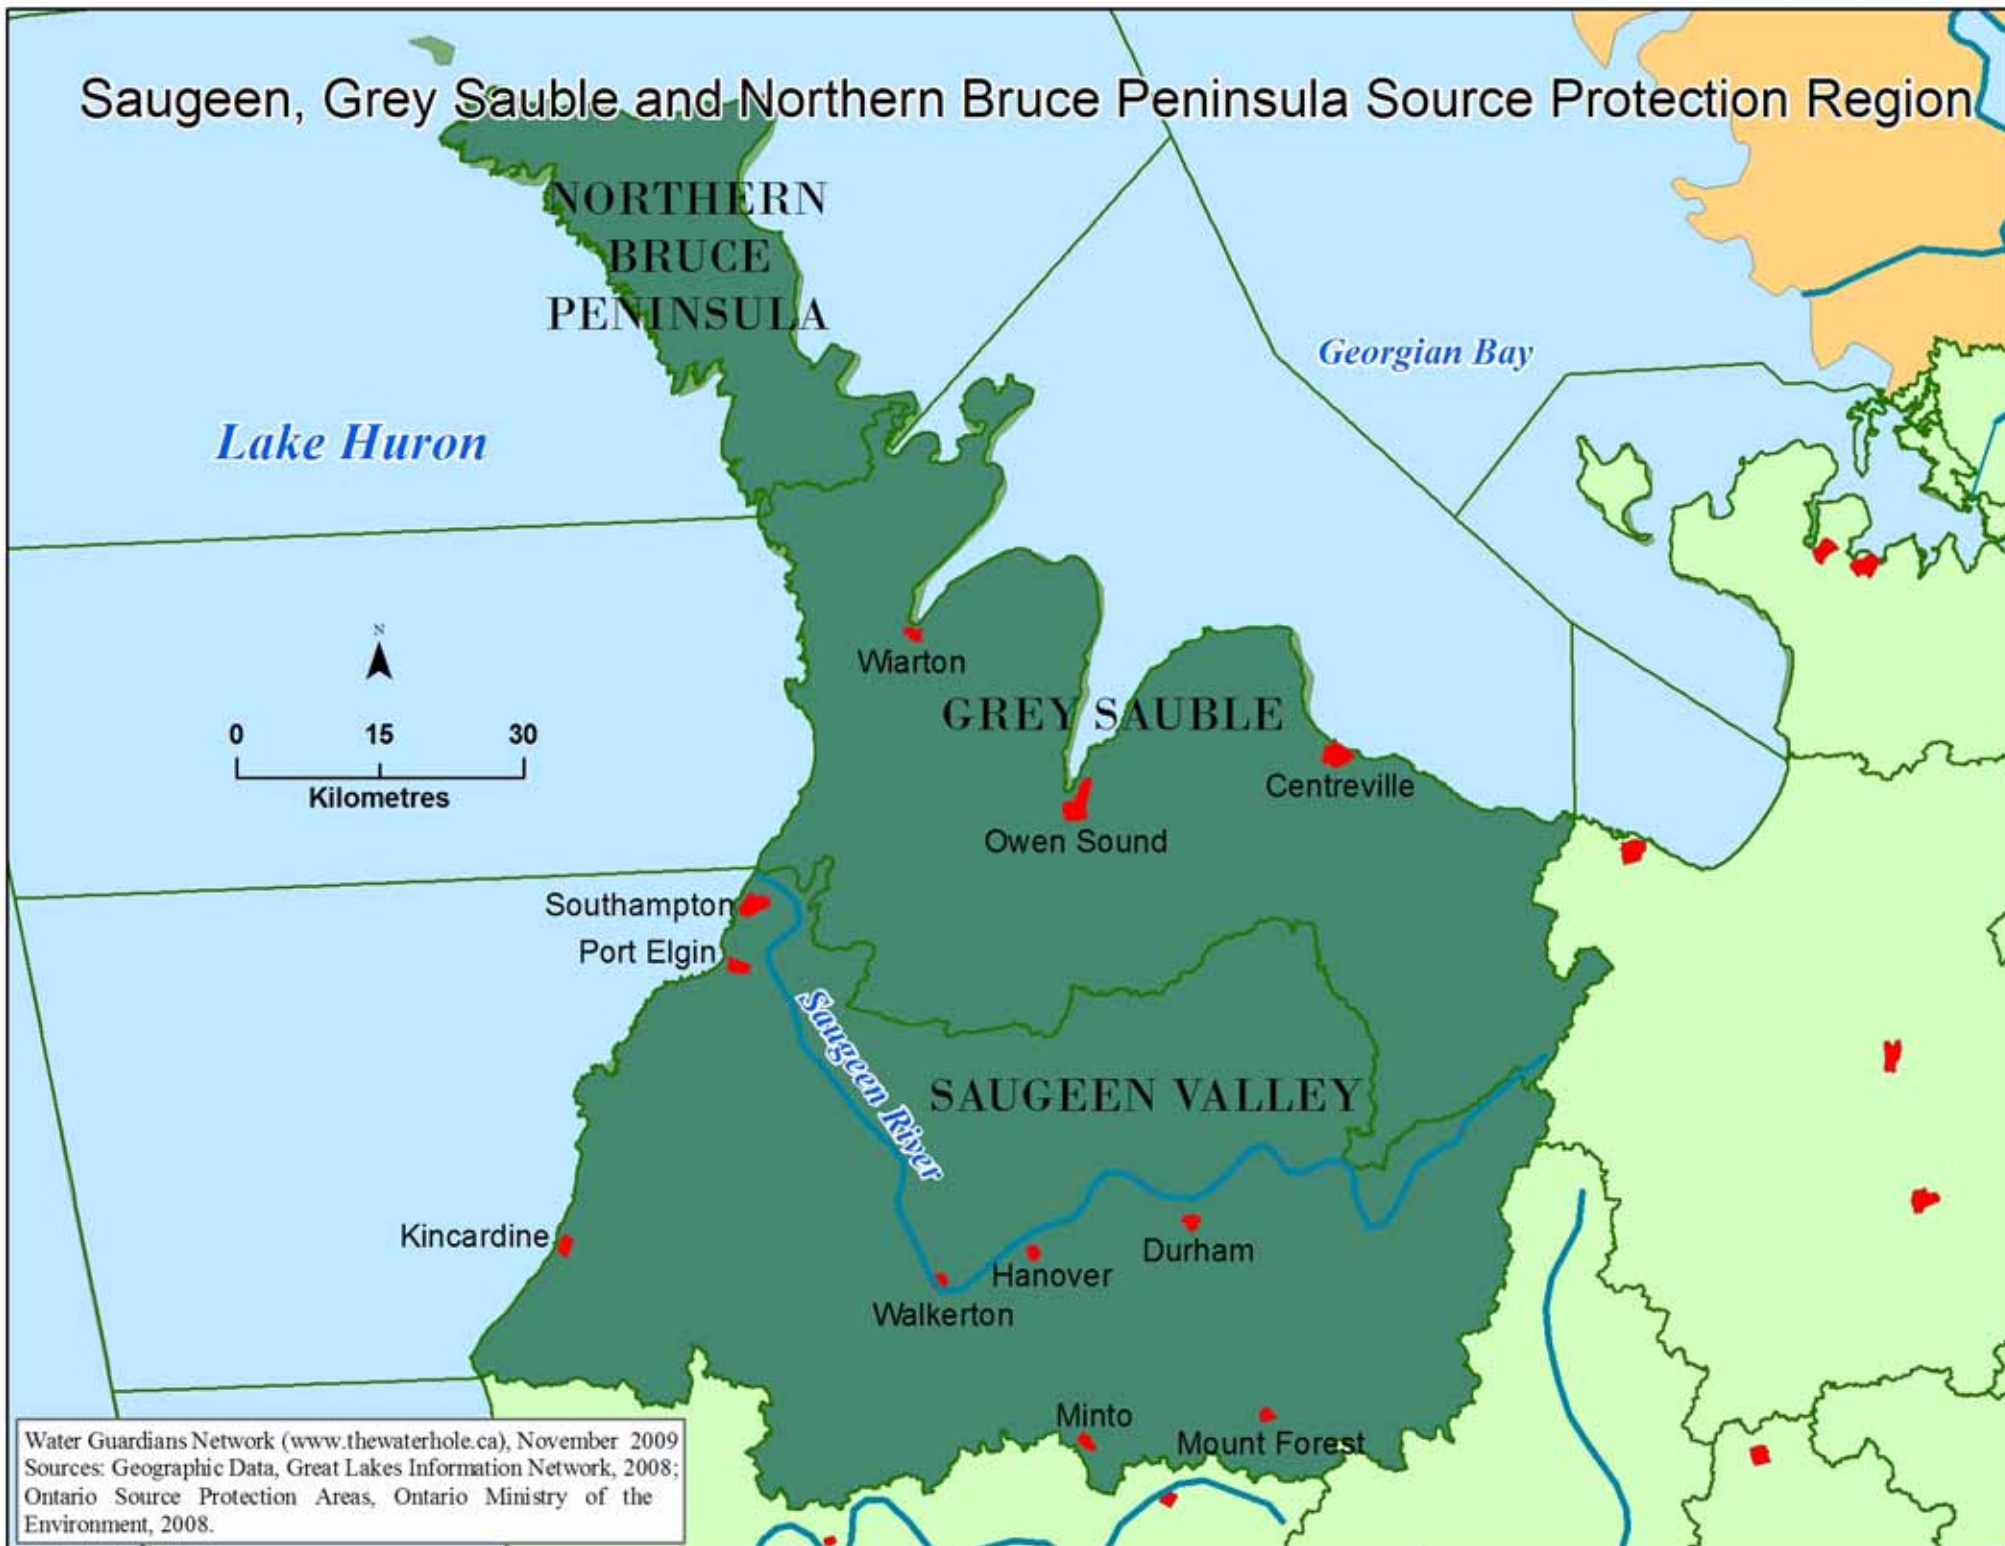 Saugeen, Grey Sauble and Northern Bruce Peninsula Source Protection Region
NORTHERN
BRUCE
PENINSULA
Georgian Bay
Lake Huron
N
0 15 30
Kilometres
Wiarton
GREY SAUBLE
Centreville
Owen Sound
Southampton
Port Elgin
Saugeen River
SAUGEEN VALLEY
Kincardine
Durham
Hanover
Walkerton
Minto
Mount Forest
Water Guardians Network (www.thewaterhole.ca), November 2009
Sources: Geographic Data, Great Lakes Information Network, 2008;
Ontario Source Protection Areas, Ontario Ministry of the
Environment, 2008.